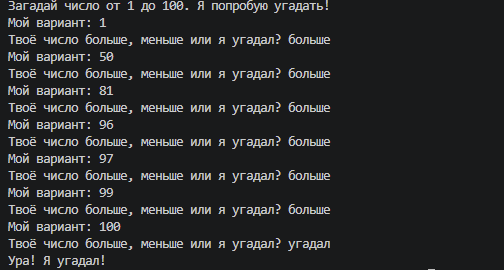 Загадай число от 1 до 100. Я попробую угадать!
Мой вариант: 1
Твоё число больше, меньше или я угадал? больше
Мой вариант: 50
Твоё число больше, меньше или я угадал? больше
Мой вариант: 81
Твоё число больше, меньше или я угадал? больше
Мой вариант: 96
Твоё число больше, меньше или я угадал? больше
Мой вариант: 97
Твоё число больше, меньше или я угадал? больше
Мой вариант: 99
Твоё число больше, меньше или я угадал? больше
Мой вариант: 100
Твоё число больше, меньше или я угадал? угадал
Ура! Я угадал!